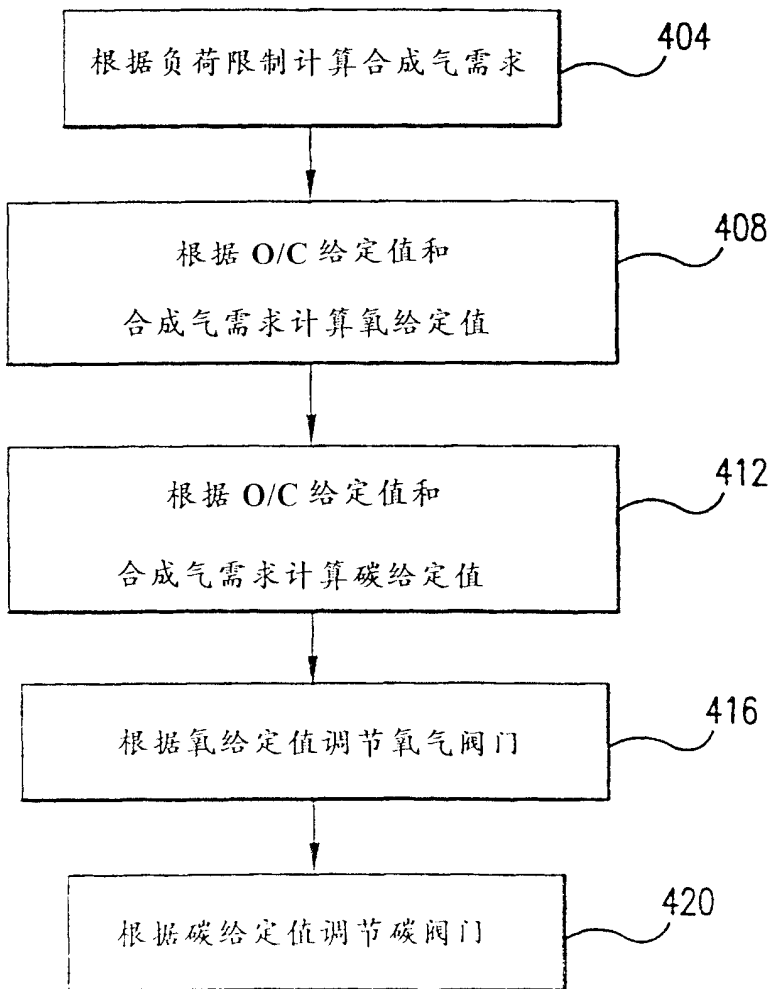 根据负荷限制计算合成气需求
404
根据 O/C 给定值和
合成气需求计算氧给定值
408
根据 O/C 给定值和
合成气需求计算碳给定值
412
根据氧给定值调节氧气阀门
416
根据碳给定值调节碳阀门
420